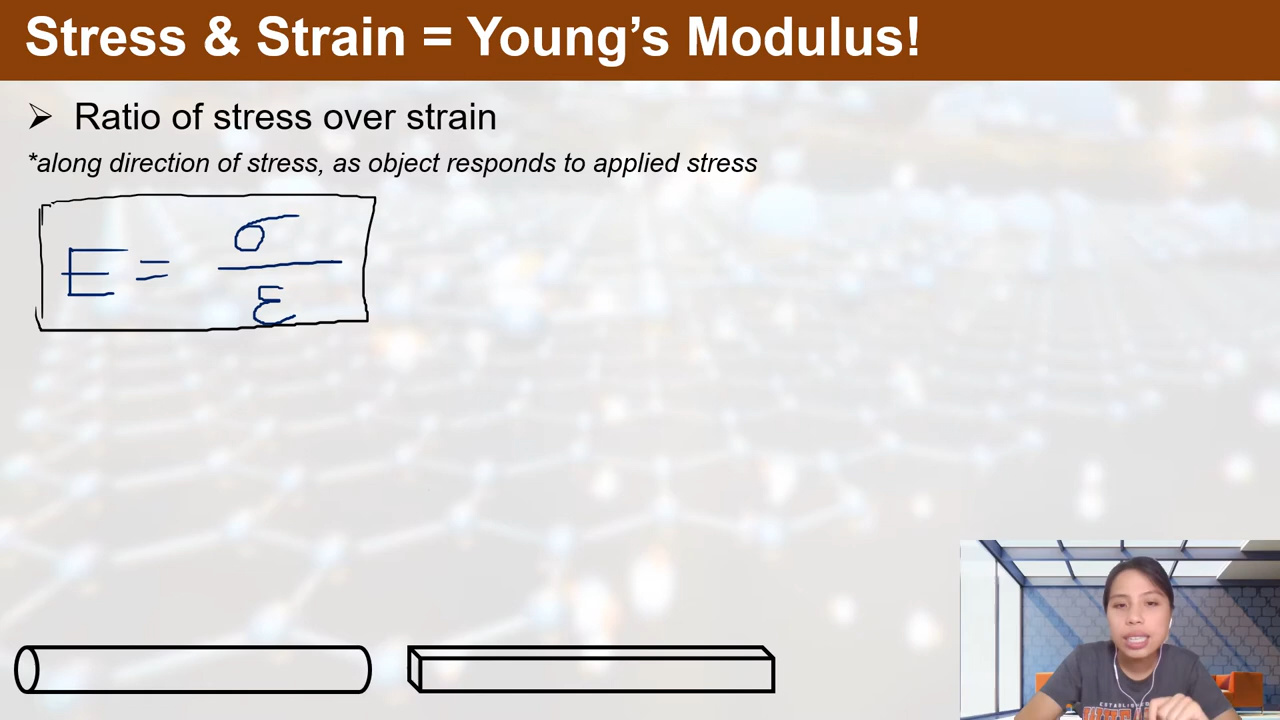 Stress & Strain = Young’s Modulus!
➢ Ratio of stress over strain
*along direction of stress, as object responds to applied stress
E = σ
ε
ESTABLISHED